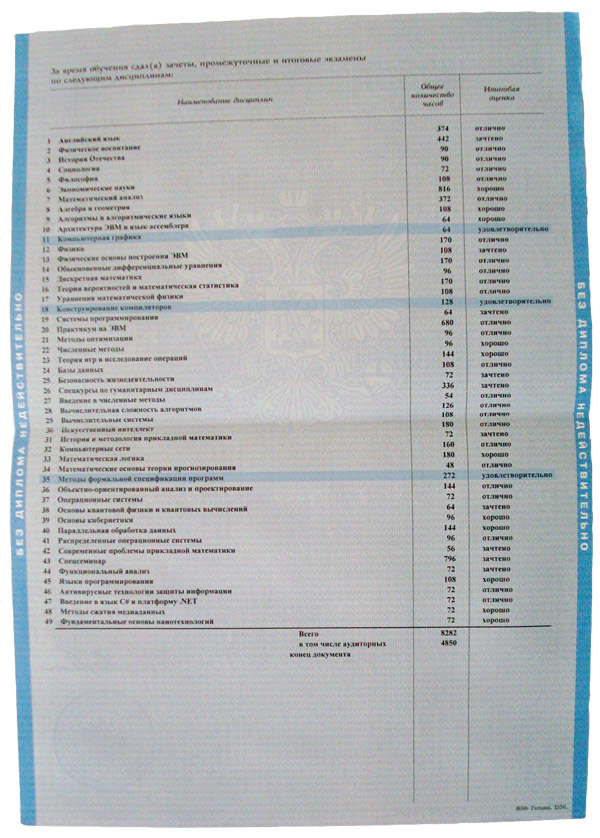 За время обучения сдал(а) зачеты, промежуточные и итоговые экзамены
по следующим дисциплинам:
Наименование дисциплин Общее количество часов Итоговая оценка
1 Английский язык 374 отлично
2 Физическое воспитание 442 зачтено
3 История Отечества 90 отлично
4 Социология 90 отлично
5 Философия 72 отлично
6 Экономические науки 108 отлично
7 Математический анализ 816 хорошо
8 Алгебра и геометрия 372 отлично
9 Алгоритмы и алгоритмические языки 108 хорошо
10 Архитектура ЭВМ и язык ассемблера 64 хорошо
11 Компьютерная графика 64 удовлетворительно
12 Физика 170 отлично
13 Физические основы построения ЭВМ 108 зачтено
14 Обыкновенные дифференциальные уравнения 170 отлично
15 Дискретная математика 96 отлично
16 Теория вероятностей и математическая статистика 170 отлично
17 Уравнения математической физики 108 отлично
18 Конструирование компиляторов 128 удовлетворительно
19 Системы программирования 64 зачтено
20 Практикум на ЭВМ 680 отлично
21 Методы оптимизации 96 отлично
22 Численные методы 96 хорошо
23 Теория игр и исследование операций 144 хорошо
24 Базы данных 108 отлично
25 Безопасность жизнедеятельности 72 зачтено
26 Спецкурсы по гуманитарным дисциплинам 336 зачтено
27 Введение в численные методы 54 отлично
28 Вычислительная сложность алгоритмов 126 отлично
29 Вычислительные системы 108 отлично
30 Искусственный интеллект 180 отлично
31 История и методология прикладной математики 72 зачтено
32 Компьютерные сети 160 отлично
33 Математическая логика 180 хорошо
34 Математические основы теории прогнозирования 48 отлично
35 Методы формальной спецификации программ 272 удовлетворительно
36 Объектно-ориентированный анализ и проектирование 144 отлично
37 Операционные системы 72 отлично
38 Основы квантовой физики и квантовых вычислений 64 зачтено
39 Основы кибернетики 96 хорошо
40 Параллельная обработка данных 144 хорошо
41 Распределенные операционные системы 96 отлично
42 Современные проблемы прикладной математики 56 зачтено
43 Спецсеминар 796 зачтено
44 Функциональный анализ 72 зачтено
45 Языки программирования 108 хорошо
46 Антивирусные технологии защиты информации 72 отлично
47 Введение в язык C# и платформу .NET 72 отлично
48 Методы сжатия медиаданных 72 хорошо
49 Фундаментальные основы нанотехнологий 72 хорошо
Всего 8282
в том числе аудиторных 4850
конец документа
БЕЗ ДИПЛОМА НЕДЕЙСТВИТЕЛЬНО
БЕЗ ДИПЛОМА НЕДЕЙСТВИТЕЛЬНО